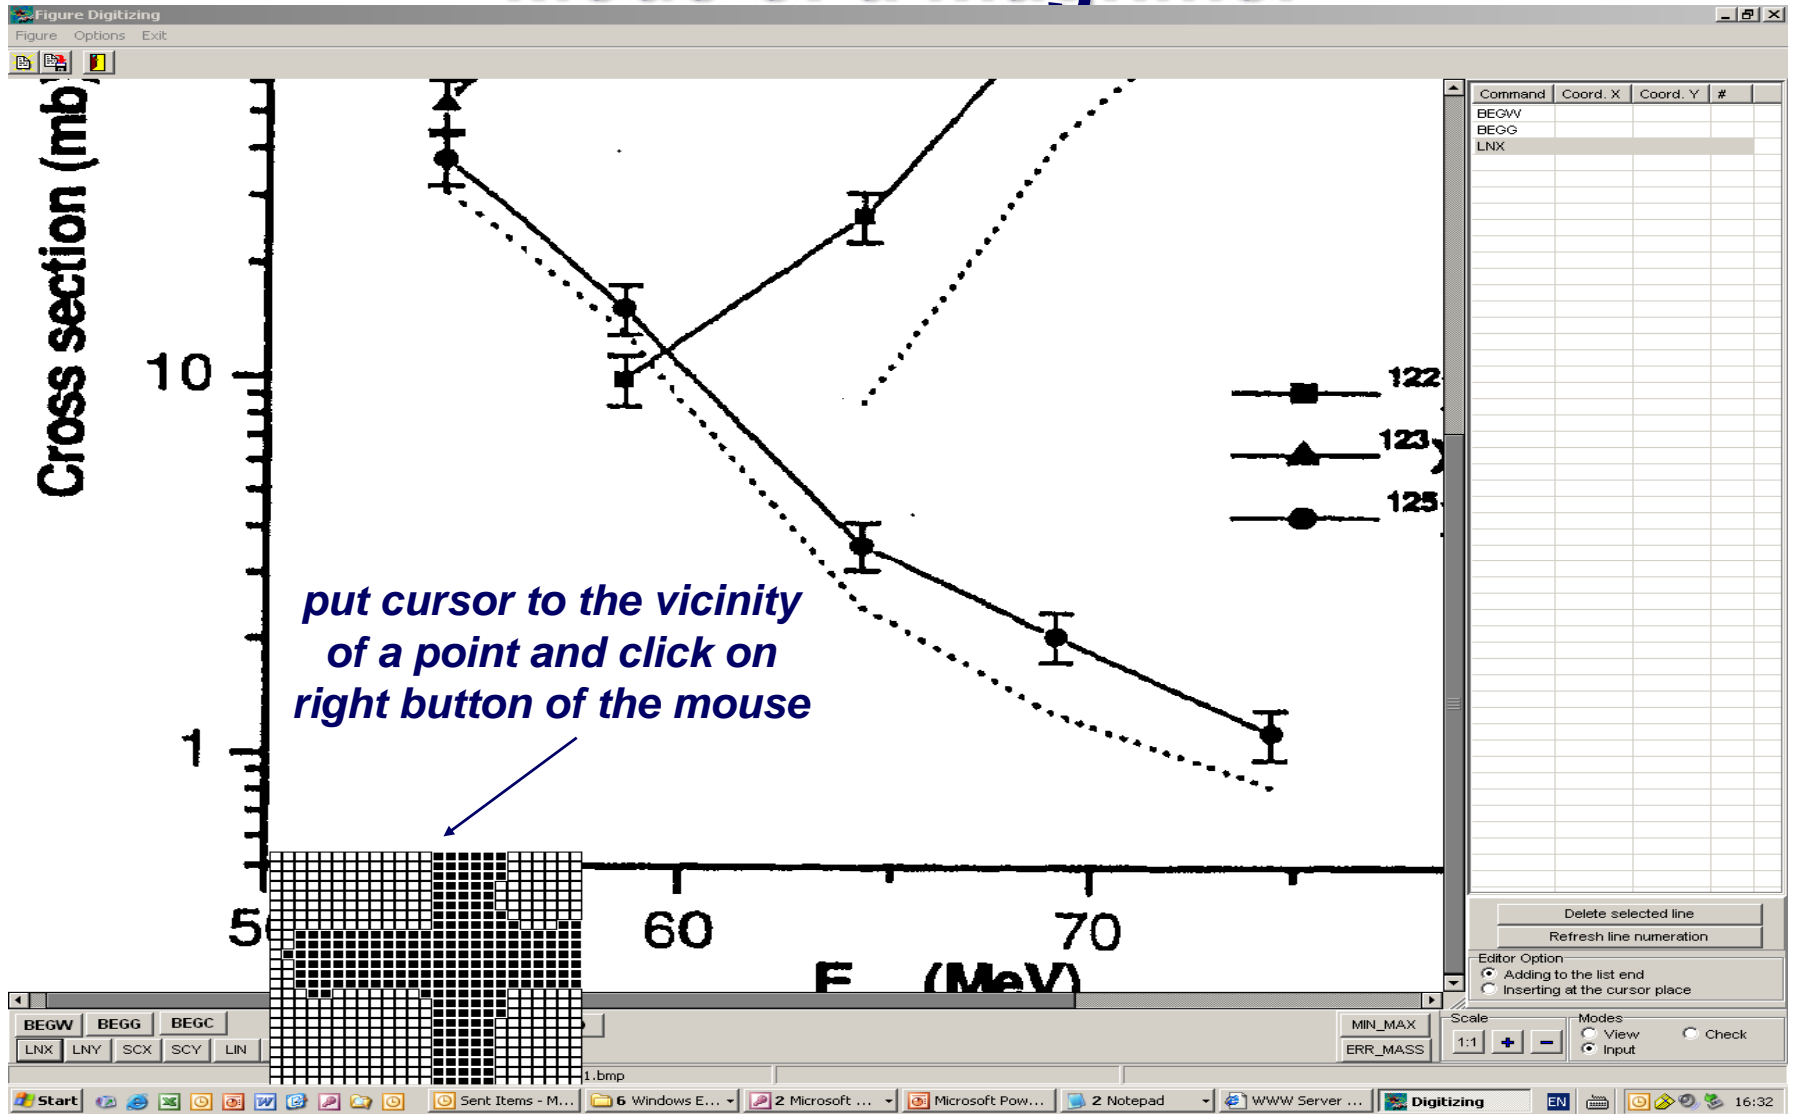 Figure Digitizing
Figure Options Exit
Cross section (mb)
10
1
60
70
(MeV)
122
123
125
put cursor to the vicinity
of a point and click on
right button of the mouse
Command Coord. X Coord. Y #
BEGW
BEGG
LNX
Delete selected line
Refresh line numeration
Editor Option
Adding to the list end
Inserting at the cursor place
BEGW BEGG BEGC
LNX LNY SCX SCY LIN
MIN_MAX
ERR_MASS
Scale
1:1 + -
Modes
View Check
Input
1.bmp
Start Sent Items - M... 6 Windows E... 2 Microsoft ... Microsoft Pow... 2 Notepad WWW Server ... Digitizing EN 16:32